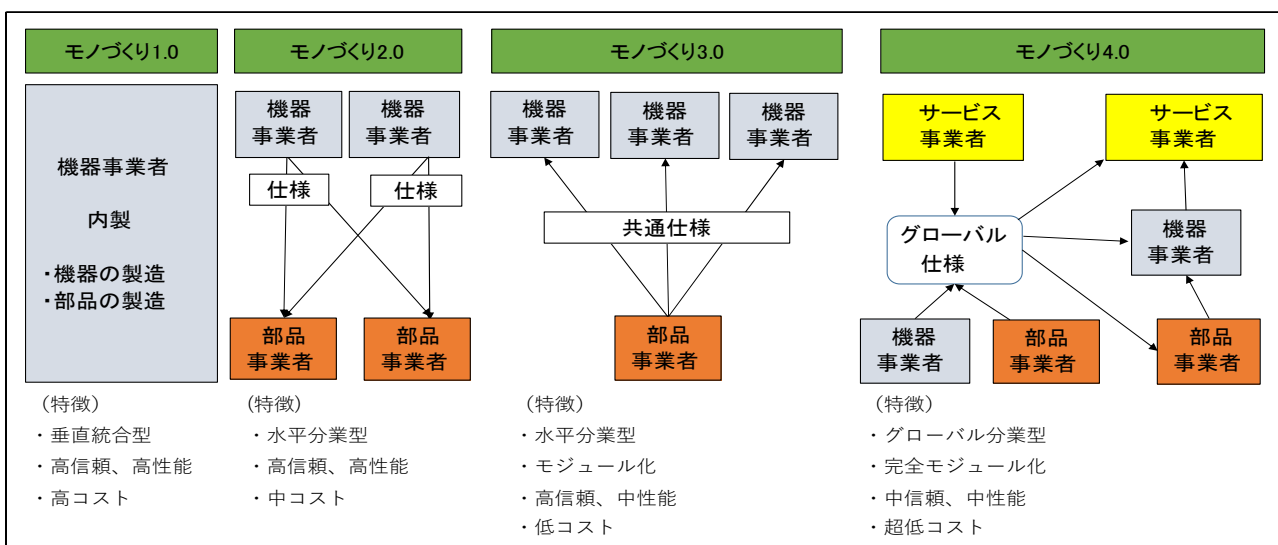 モノづくり1.0
機器事業者
内製
・機器の製造
・部品の製造
(特徴)
・垂直統合型
・高信頼、高性能
・高コスト
モノづくり2.0
機器
事業者
機器
事業者
仕様
仕様
部品
事業者
部品
事業者
(特徴)
・水平分業型
・高信頼、高性能
・中コスト
モノづくり3.0
機器
事業者
機器
事業者
機器
事業者
共通仕様
部品
事業者
(特徴)
・水平分業型
・モジュール化
・高信頼、中性能
・低コスト
モノづくり4.0
サービス
事業者
サービス
事業者
グローバル
仕様
機器
事業者
機器
事業者
部品
事業者
部品
事業者
(特徴)
・グローバル分業型
・完全モジュール化
・中信頼、中性能
・超低コスト